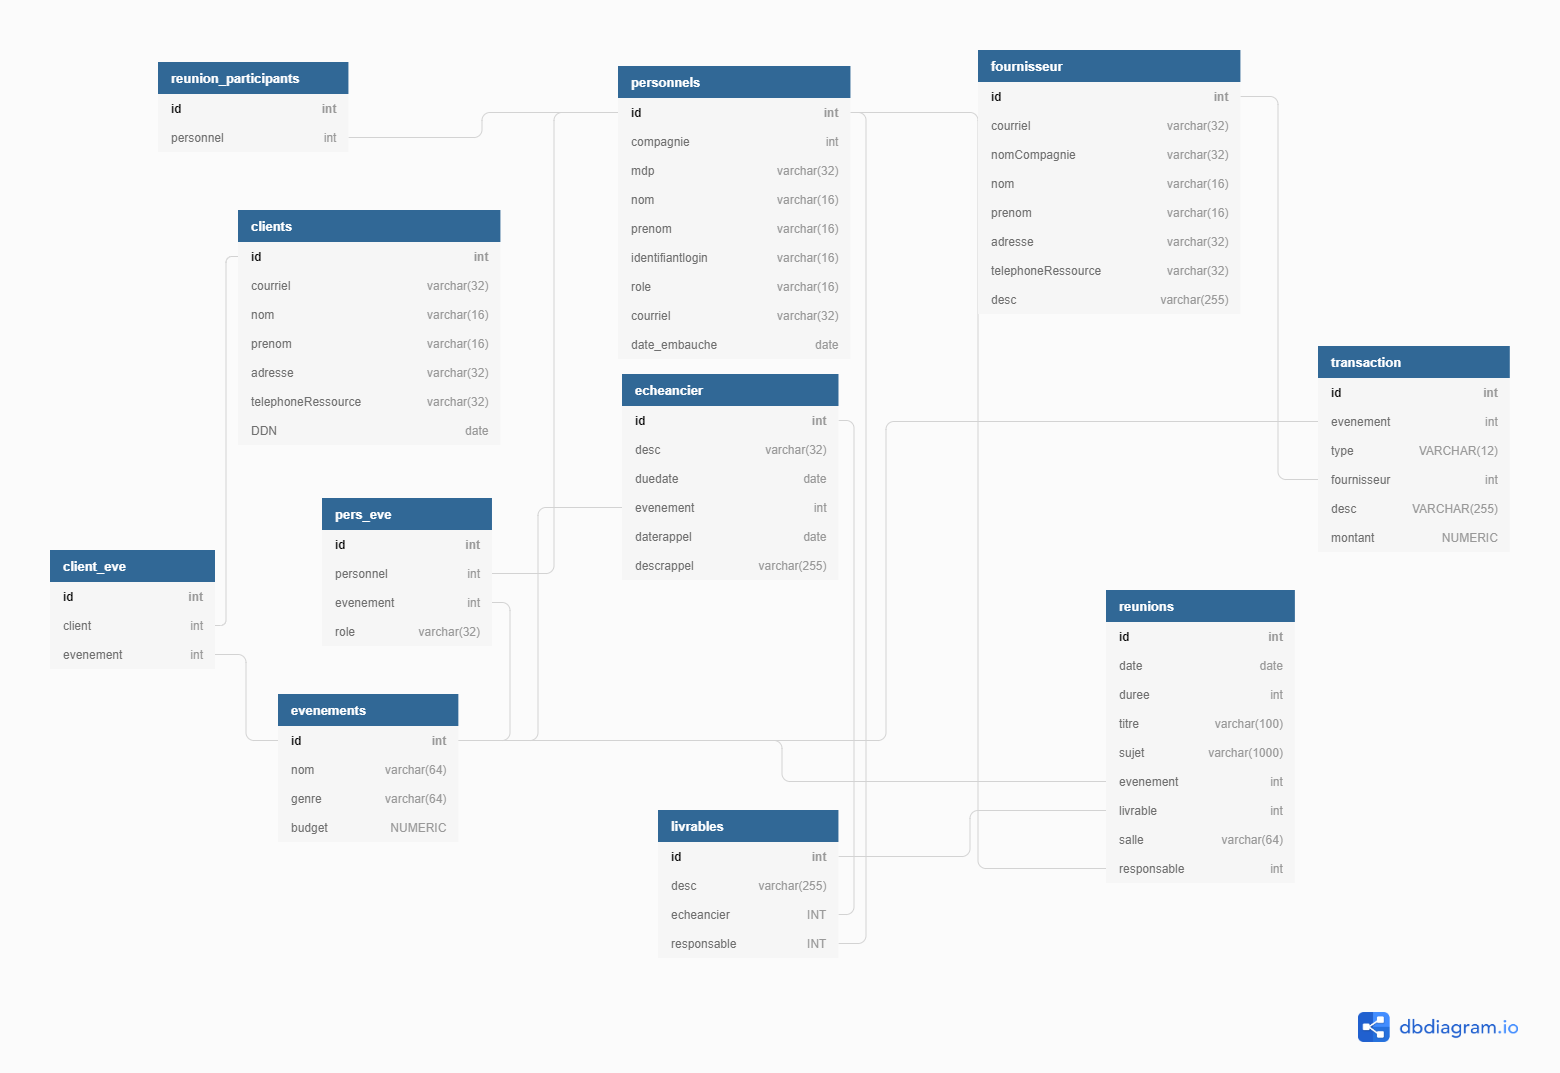 reunion_participants
id int
personnel int
personnels
id int
compagnie int
mdp varchar(32)
nom varchar(16)
prenom varchar(16)
identifiantlogin varchar(16)
role varchar(16)
courriel varchar(32)
date_embauche date
fournisseur
id int
courriel varchar(32)
nomCompagnie varchar(32)
nom varchar(16)
prenom varchar(16)
adresse varchar(32)
telephoneRessource varchar(32)
desc varchar(255)
clients
id int
courriel varchar(32)
nom varchar(16)
prenom varchar(16)
adresse varchar(32)
telephoneRessource varchar(32)
DDN date
echeancier
id int
desc varchar(32)
duedate date
evenement int
daterappel date
descrappel varchar(255)
transaction
id int
evenement int
type VARCHAR(12)
fournisseur int
desc VARCHAR(255)
montant NUMERIC
pers_eve
id int
personnel int
evenement int
role varchar(32)
client_eve
id int
client int
evenement int
reunions
id int
date date
duree int
titre varchar(100)
sujet varchar(1000)
evenement int
livrable int
salle varchar(64)
responsable int
evenements
id int
nom varchar(64)
genre varchar(64)
budget NUMERIC
livrables
id int
desc varchar(255)
echeancier INT
responsable INT
dbdiagram.io